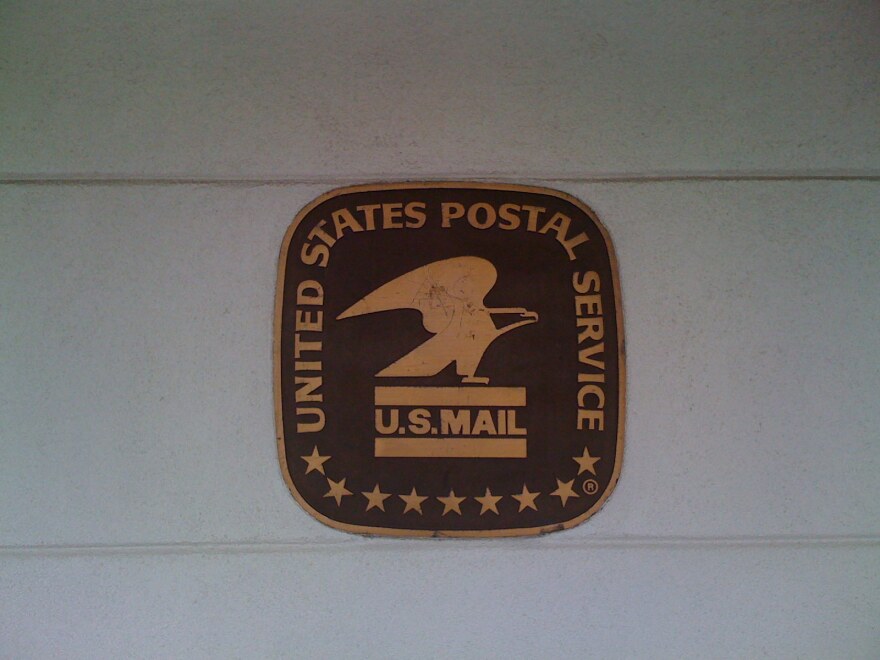 UNITED STATES POSTAL SERVICE
U.S.MAIL
®